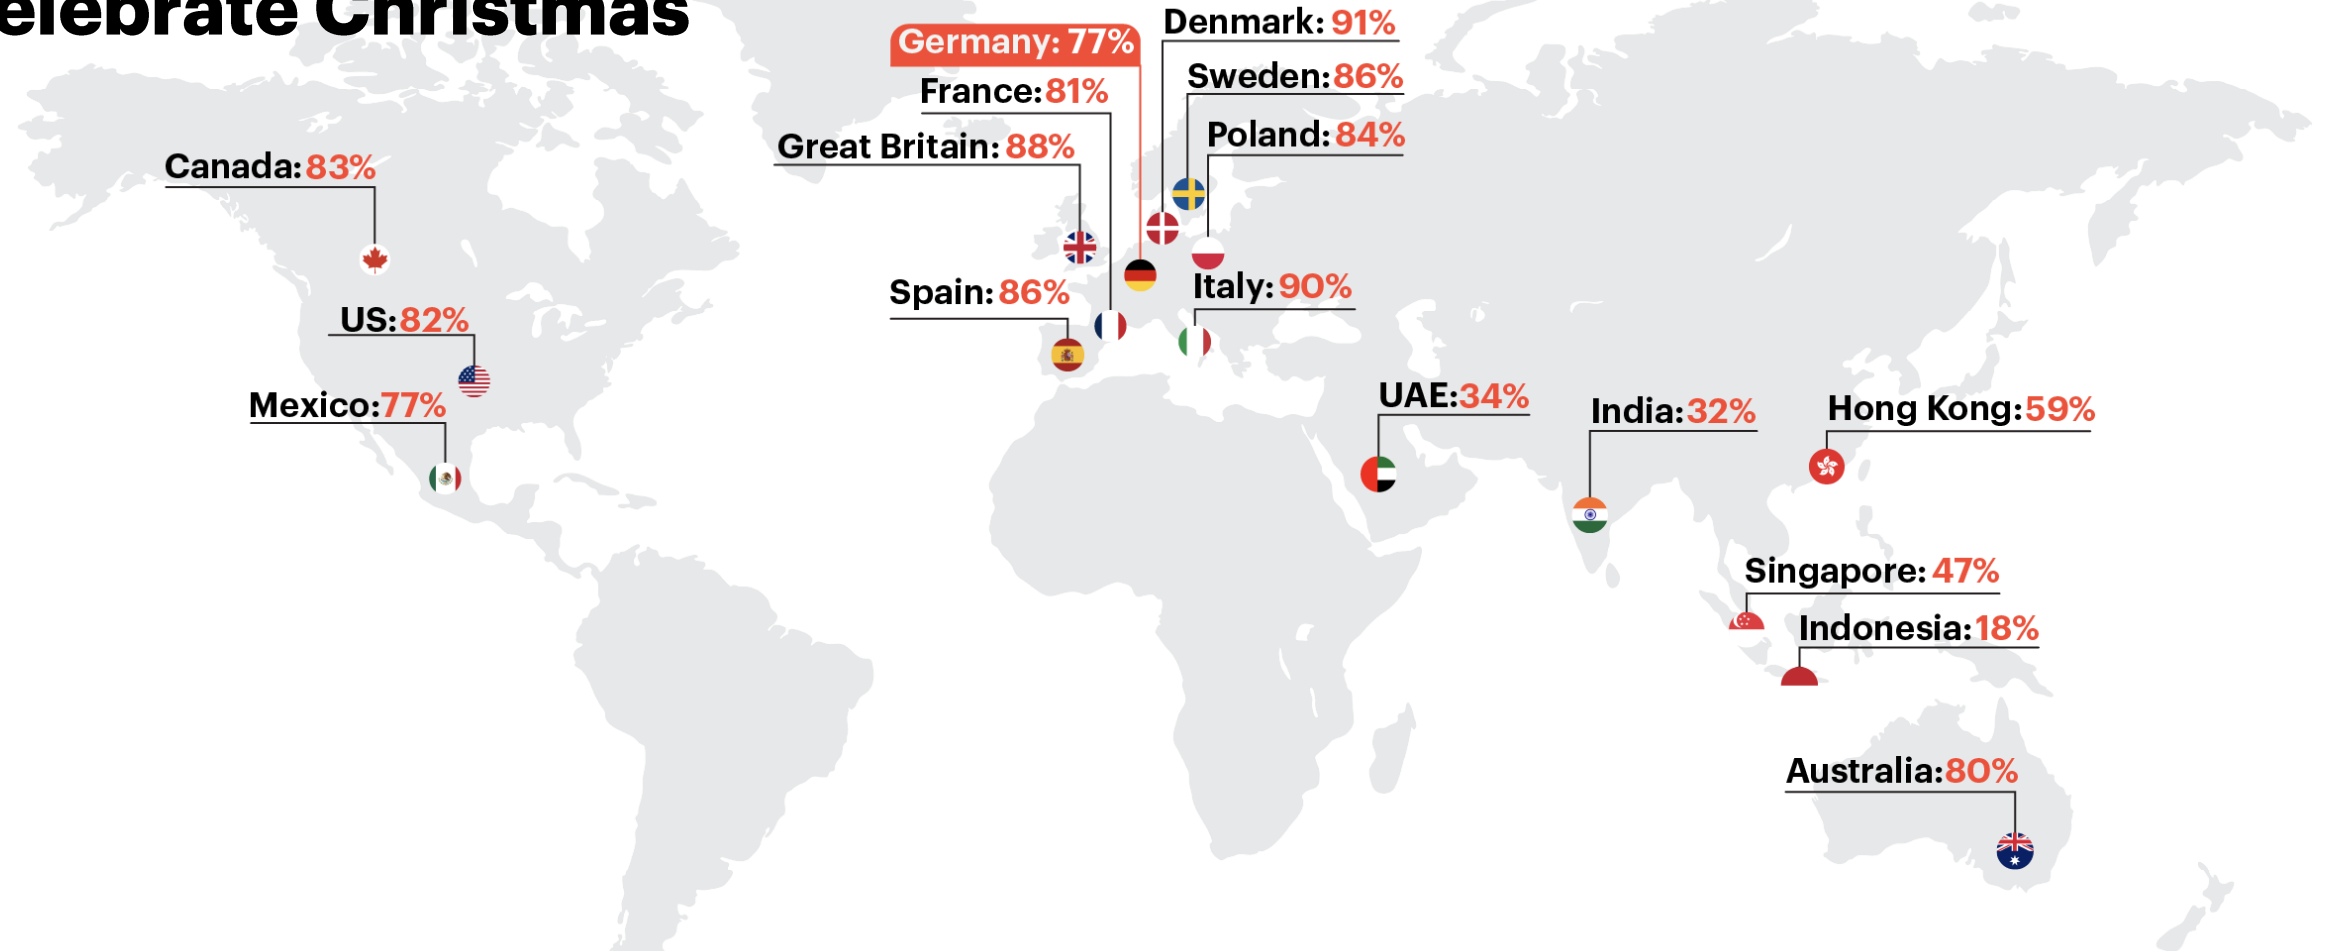 elebrate Christmas
Germany: 77%
Denmark: 91%
France: 81%
Sweden: 86%
Great Britain: 88%
Poland: 84%
Canada: 83%
Spain: 86%
Italy: 90%
US: 82%
Mexico: 77%
UAE: 34%
India: 32%
Hong Kong: 59%
Singapore: 47%
Indonesia: 18%
Australia: 80%